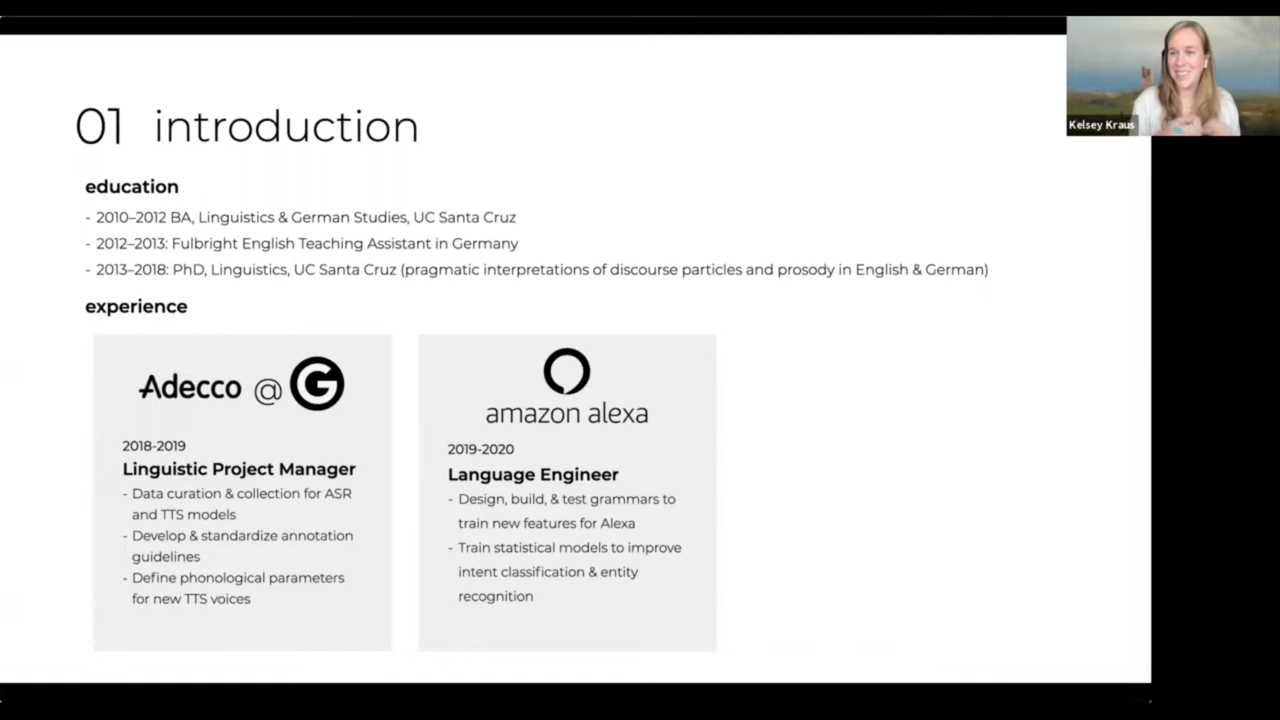 Kelsey Kraus
01 introduction
education
- 2010–2012 BA, Linguistics & German Studies, UC Santa Cruz
- 2012–2013: Fulbright English Teaching Assistant in Germany
- 2013–2018: PhD, Linguistics, UC Santa Cruz (pragmatic interpretations of discourse particles and prosody in English & German)
experience
Adecco @ G
2018-2019
Linguistic Project Manager
- Data curation & collection for ASR
and TTS models
- Develop & standardize annotation
guidelines
- Define phonological parameters
for new TTS voices
amazon alexa
2019-2020
Language Engineer
- Design, build, & test grammars to
train new features for Alexa
- Train statistical models to improve
intent classification & entity
recognition